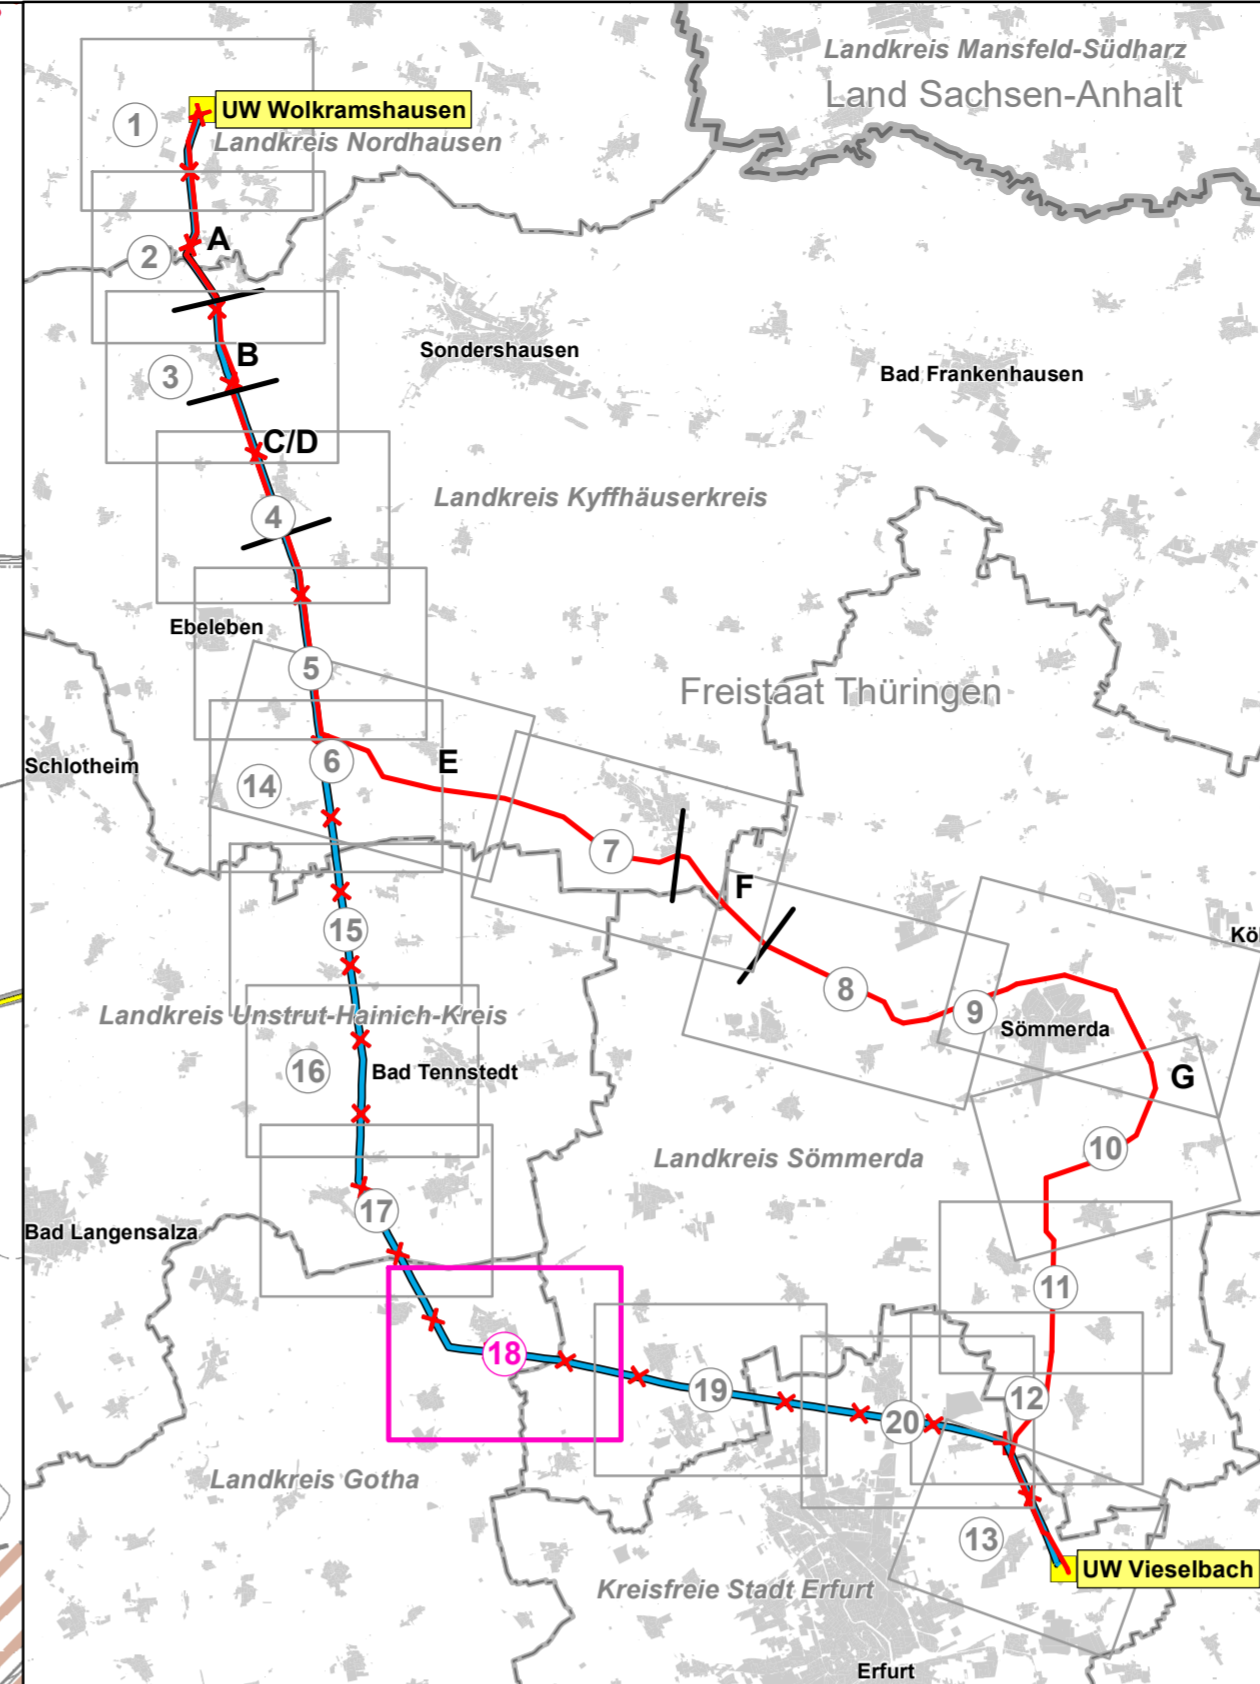 Landkreis Mansfeld-Südharz
Land Sachsen-Anhalt
UW Wolkramshausen
1
Landkreis Nordhausen
A
2
B
3
Sondershausen
Bad Frankenhausen
C/D
Landkreis Kyffhäuserkreis
4
Ebeleben
5
Freistaat Thüringen
Schlotheim
6
E
14
7
F
15
Kö
8
9
Landkreis Unstrut-Hainich-Kreis
Sömmerda
16
Bad Tennstedt
G
10
Landkreis Sömmerda
17
Bad Langensalza
11
18
19
12
20
Landkreis Gotha
13
UW Vieselbach
Kreisfreie Stadt Erfurt
Erfurt